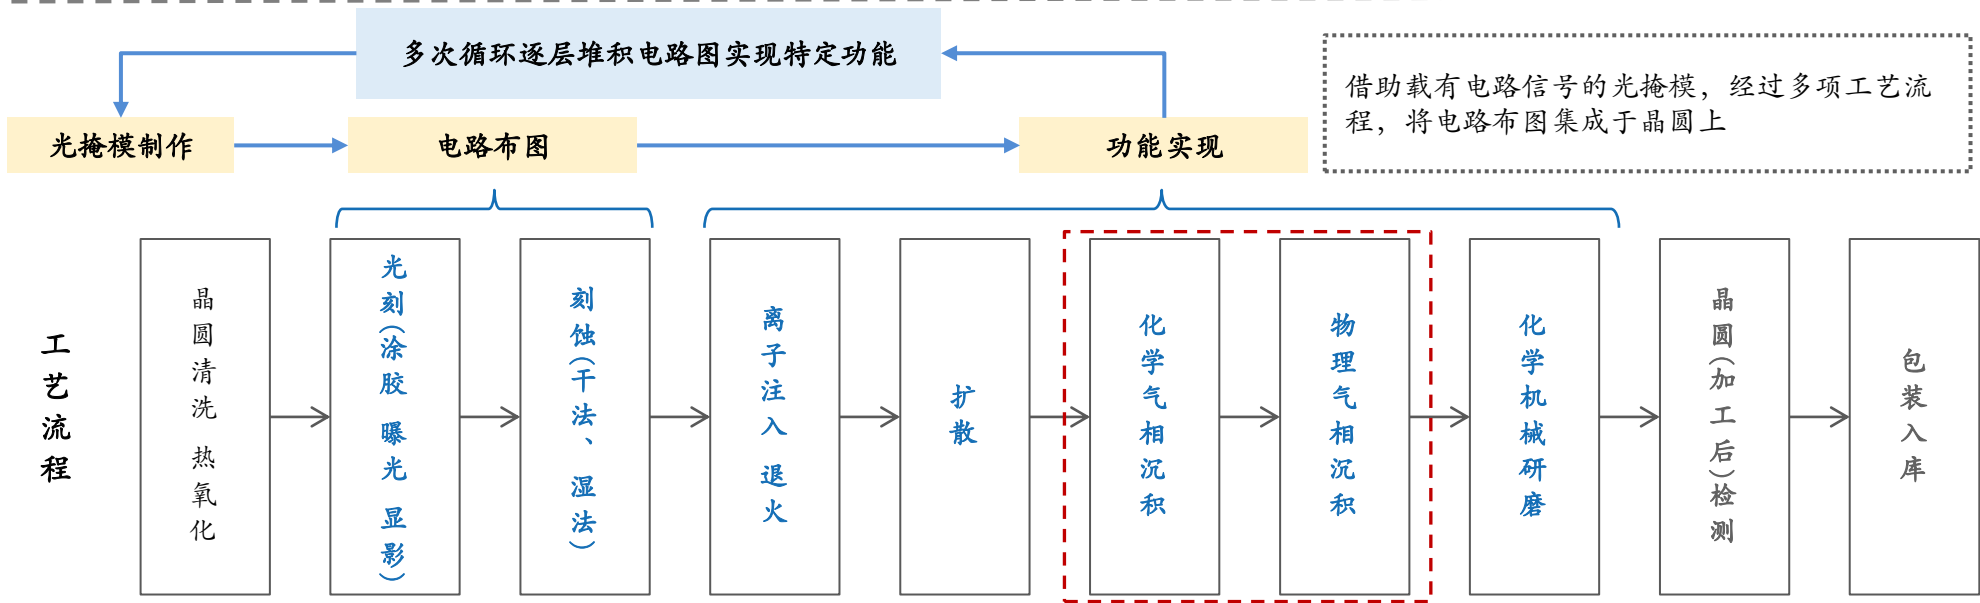 多次循环逐层堆积电路图实现特定功能
借助载有电路信号的光掩模，经过多项工艺流
程，将电路布图集成于晶圆上
光掩模制作
电路布图
功能实现
工艺流程
晶圆清洗 热氧化
光刻(涂胶 曝光 显影)
刻蚀(干法、湿法)
离子注入 退火
扩散
化学气相沉积
物理气相沉积
化学机械研磨
晶圆(加工后)检测
包装入库